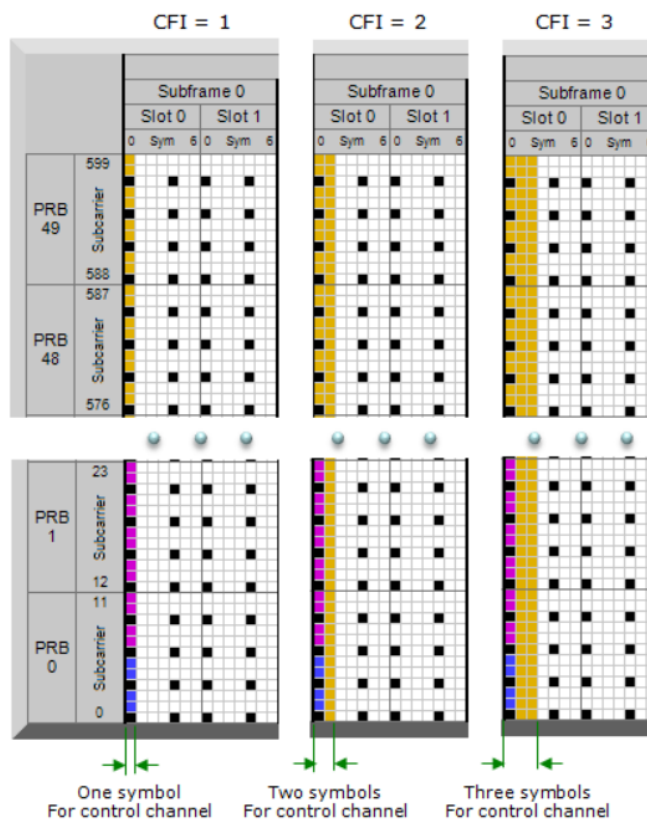 CFI = 1 CFI = 2 CFI = 3
Subframe 0 Subframe 0 Subframe 0
Slot 0 Slot 1 Slot 0 Slot 1 Slot 0 Slot 1
0 Sym 6 0 6 0 Sym 6 0 6 0 Sym 6 0 6
599
PRB 49
Subcarrier
588
587
PRB 48
Subcarrier
576
23
PRB 1
Subcarrier
12
11
PRB 0
Subcarrier
0
One symbol Two symbols Three symbols
For control channel For control channel For control channel